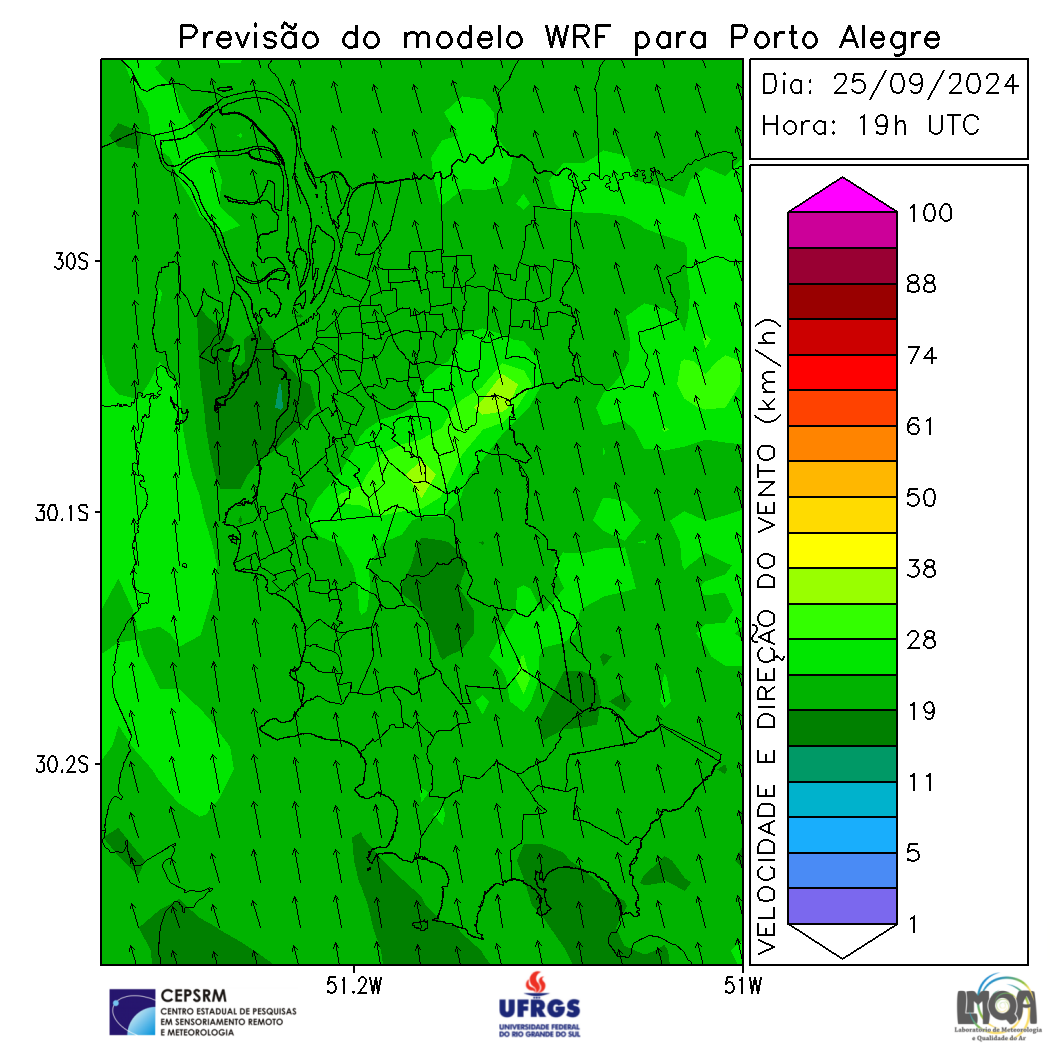 Previsão do modelo WRF para Porto Alegre
Dia: 25/09/2024
Hora: 19h UTC
30S
30.1S
30.2S
51.2W
51W
VELOCIDADE E DIREÇÃO DO VENTO (km/h)
100
88
74
61
50
38
28
19
11
5
1
CEPSRM
CENTRO ESTADUAL DE PESQUISAS
EM SENSORIAMENTO REMOTO
E METEOROLOGIA
UFRGS
UNIVERSIDADE FEDERAL
DO RIO GRANDE DO SUL
LMQA
Laboratório de Meteorologia
e Qualidade do Ar